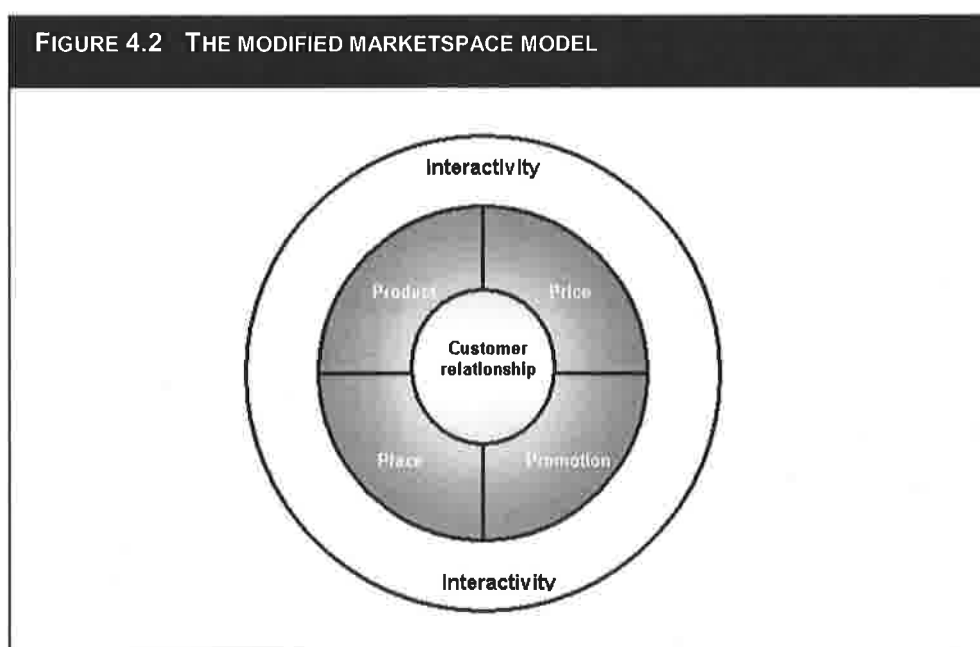 FIGURE 4.2 THE MODIFIED MARKETSPACE MODEL
Interactivity
Product Price
Customer
relationship
Place Promotion
Interactivity